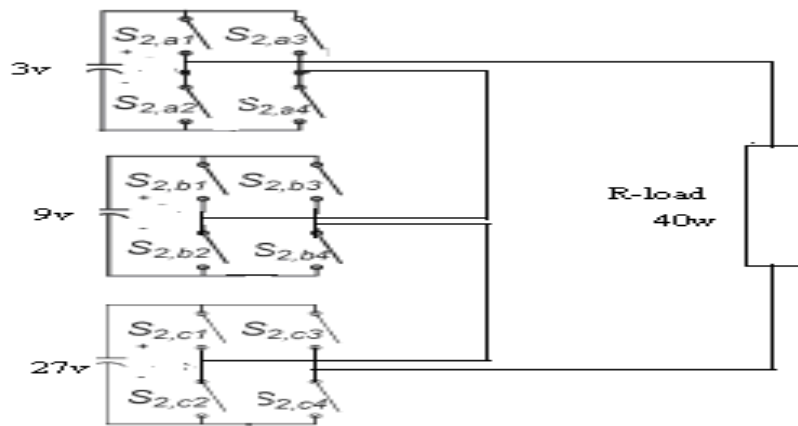 S2,a1 S2,a3
3v
S2,a2 S2,a4
S2,b1 S2,b3
R-load
9v
40w
S2,b2 S2,b4
S2,c1 S2,c3
27v
S2,c2 S2,c4